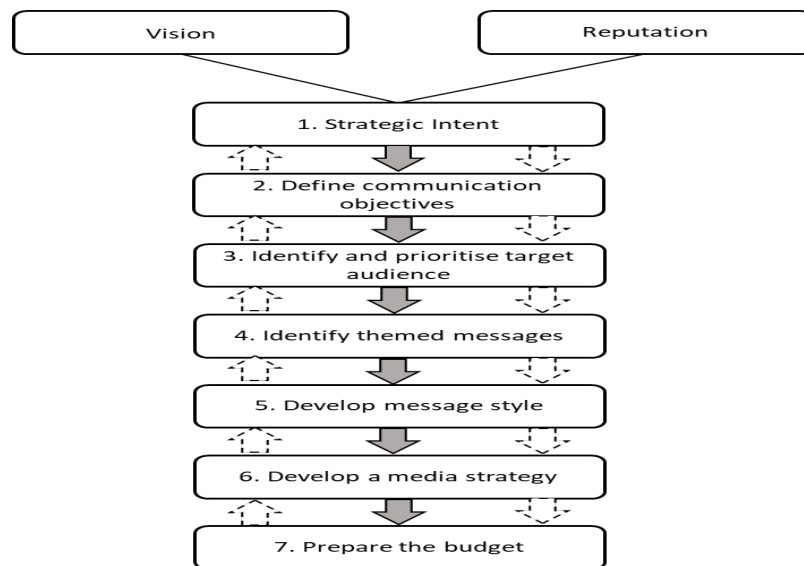 Vision
Reputation
1. Strategic Intent
2. Define communication
objectives
3. Identify and prioritise target
audience
4. Identify themed messages
5. Develop message style
6. Develop a media strategy
7. Prepare the budget